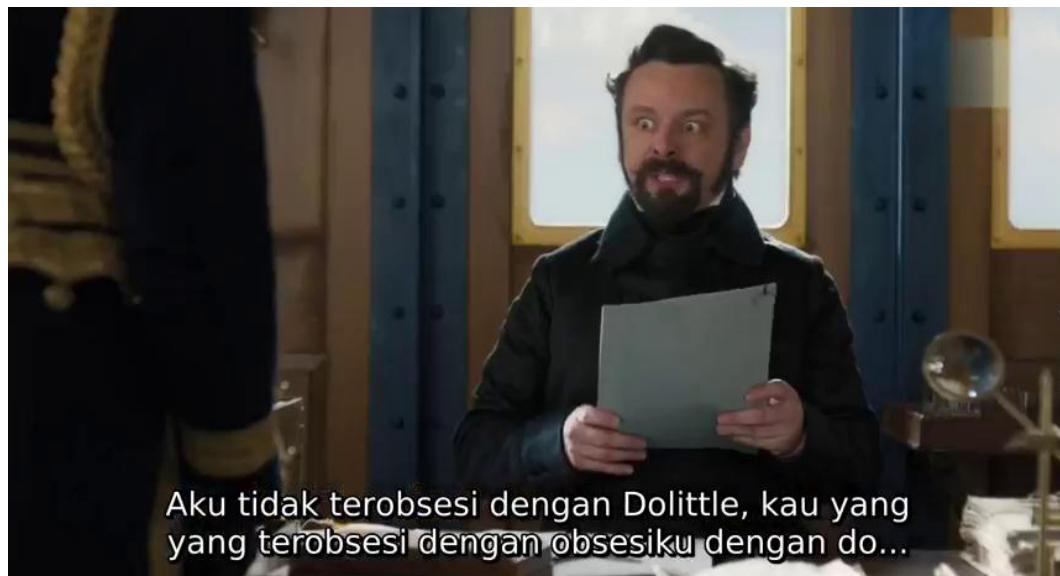 Aku tidak terobsesi dengan Dolittle, kau yang
yang terobsesi dengan obsesiku dengan do...